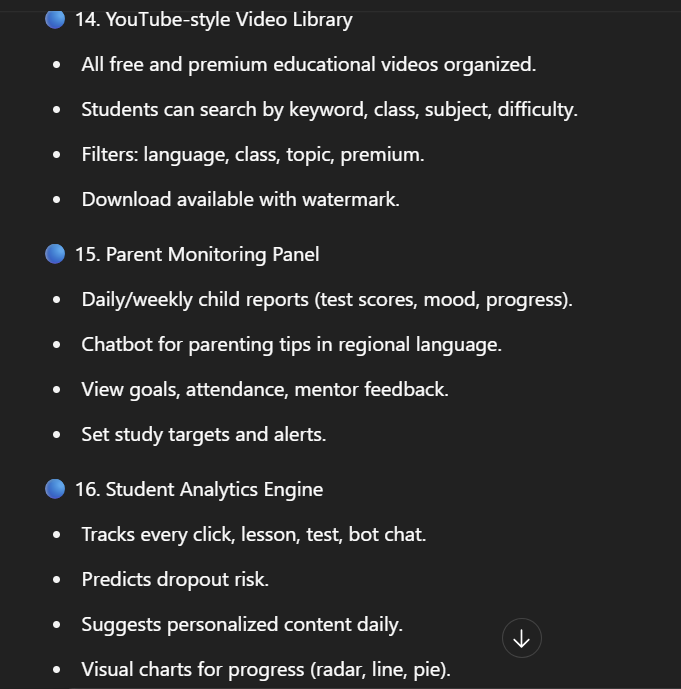 14. YouTube-style Video Library
• All free and premium educational videos organized.
• Students can search by keyword, class, subject, difficulty.
• Filters: language, class, topic, premium.
• Download available with watermark.
15. Parent Monitoring Panel
• Daily/weekly child reports (test scores, mood, progress).
• Chatbot for parenting tips in regional language.
• View goals, attendance, mentor feedback.
• Set study targets and alerts.
16. Student Analytics Engine
• Tracks every click, lesson, test, bot chat.
• Predicts dropout risk.
• Suggests personalized content daily.
• Visual charts for progress (radar, line, pie).